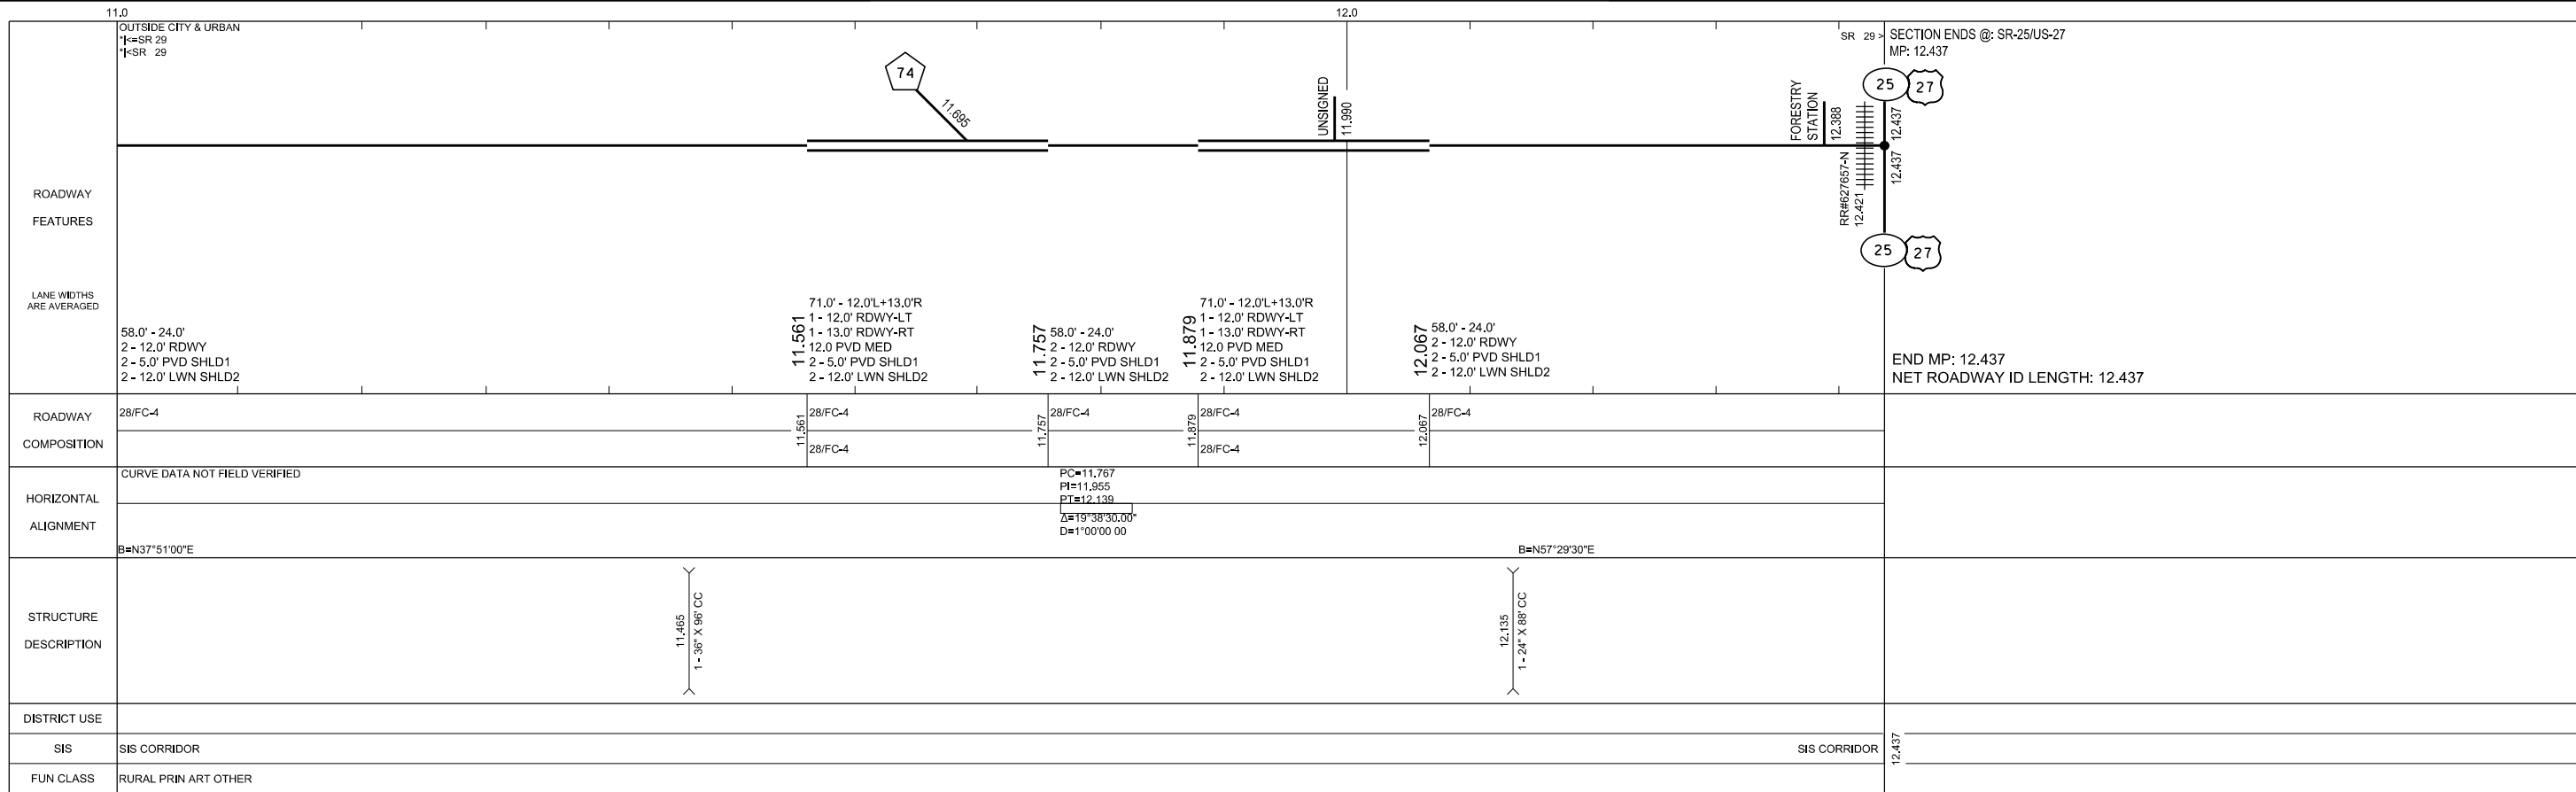 11.0
12.0
OUTSIDE CITY & URBAN
*|<=SR 29
*|<SR 29
SR 29 >
SECTION ENDS @: SR-25/US-27
MP: 12.437
74
11.695
UNSIGNED
11.990
FORESTRY
STATION
12.388
RR#627657-N
12.421
25
27
12.437
12.437
25
27
ROADWAY
FEATURES
LANE WIDTHS
ARE AVERAGED
58.0' - 24.0'
2 - 12.0' RDWY
2 - 5.0' PVD SHLD1
2 - 12.0' LWN SHLD2
11.561
71.0' - 12.0'L+13.0'R
1 - 12.0' RDWY-LT
1 - 13.0' RDWY-RT
12.0 PVD MED
2 - 5.0' PVD SHLD1
2 - 12.0' LWN SHLD2
11.757
58.0' - 24.0'
2 - 12.0' RDWY
2 - 5.0' PVD SHLD1
2 - 12.0' LWN SHLD2
11.879
71.0' - 12.0'L+13.0'R
1 - 12.0' RDWY-LT
1 - 13.0' RDWY-RT
12.0 PVD MED
2 - 5.0' PVD SHLD1
2 - 12.0' LWN SHLD2
12.067
58.0' - 24.0'
2 - 12.0' RDWY
2 - 5.0' PVD SHLD1
2 - 12.0' LWN SHLD2
END MP: 12.437
NET ROADWAY ID LENGTH: 12.437
ROADWAY
COMPOSITION
28/FC-4
11.561
28/FC-4
28/FC-4
11.757
28/FC-4
11.879
28/FC-4
28/FC-4
12.067
28/FC-4
HORIZONTAL
ALIGNMENT
CURVE DATA NOT FIELD VERIFIED
B=N37°51'00"E
PC=11.767
PI=11.955
PT=12.139
Δ=19°38'30.00"
D=1°00'00 00
B=N57°29'30"E
STRUCTURE
DESCRIPTION
11.465
1 - 36" X 96' CC
12.135
1 - 24" X 88' CC
DISTRICT USE
SIS
SIS CORRIDOR
SIS CORRIDOR
12.437
FUN CLASS
RURAL PRIN ART OTHER